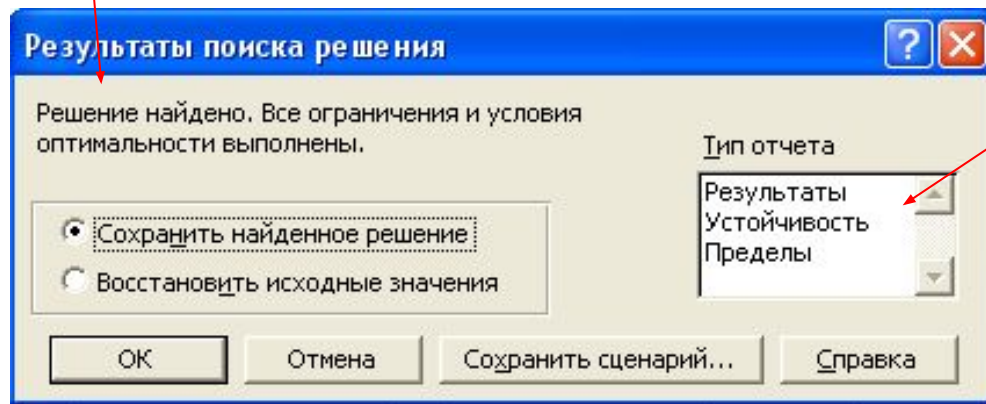 Результаты поиска решения
Решение найдено. Все ограничения и условия
оптимальности выполнены.
Тип отчета
Результаты
Устойчивость
Пределы
Сохранить найденное решение
Восстановить исходные значения
ОК
Отмена
Сохранить сценарий...
Справка